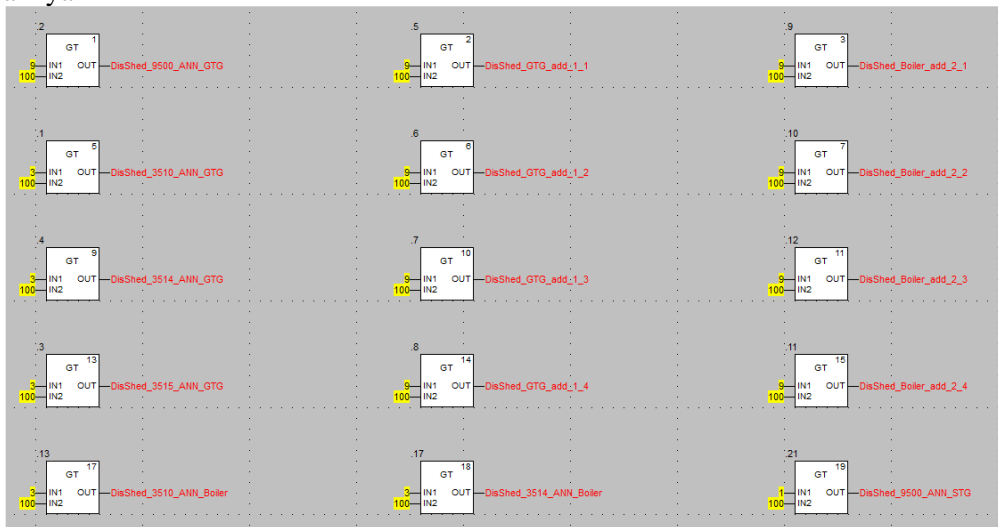 .2 .5 .9
GT 1 GT 2 GT 3
9 IN1 OUT DisShed_9500_ANN_GTG 9 IN1 OUT DisShed_GTG_add_1_1 9 IN1 OUT DisShed_Boiler_add_2_1
100 IN2 100 IN2 100 IN2
.1 .6 .10
GT 5 GT 6 GT 7
3 IN1 OUT DisShed_3510_ANN_GTG 9 IN1 OUT DisShed_GTG_add_1_2 9 IN1 OUT DisShed_Boiler_add_2_2
100 IN2 100 IN2 100 IN2
.4 .7 .12
GT 9 GT 10 GT 11
3 IN1 OUT DisShed_3514_ANN_GTG 9 IN1 OUT DisShed_GTG_add_1_3 9 IN1 OUT DisShed_Boiler_add_2_3
100 IN2 100 IN2 100 IN2
.3 .8 .11
GT 13 GT 14 GT 15
3 IN1 OUT DisShed_3515_ANN_GTG 9 IN1 OUT DisShed_GTG_add_1_4 9 IN1 OUT DisShed_Boiler_add_2_4
100 IN2 100 IN2 100 IN2
.13 .17 .21
GT 17 GT 18 GT 19
3 IN1 OUT DisShed_3510_ANN_Boiler 3 IN1 OUT DisShed_3514_ANN_Boiler 1 IN1 OUT DisShed_9500_ANN_STG
100 IN2 100 IN2 100 IN2